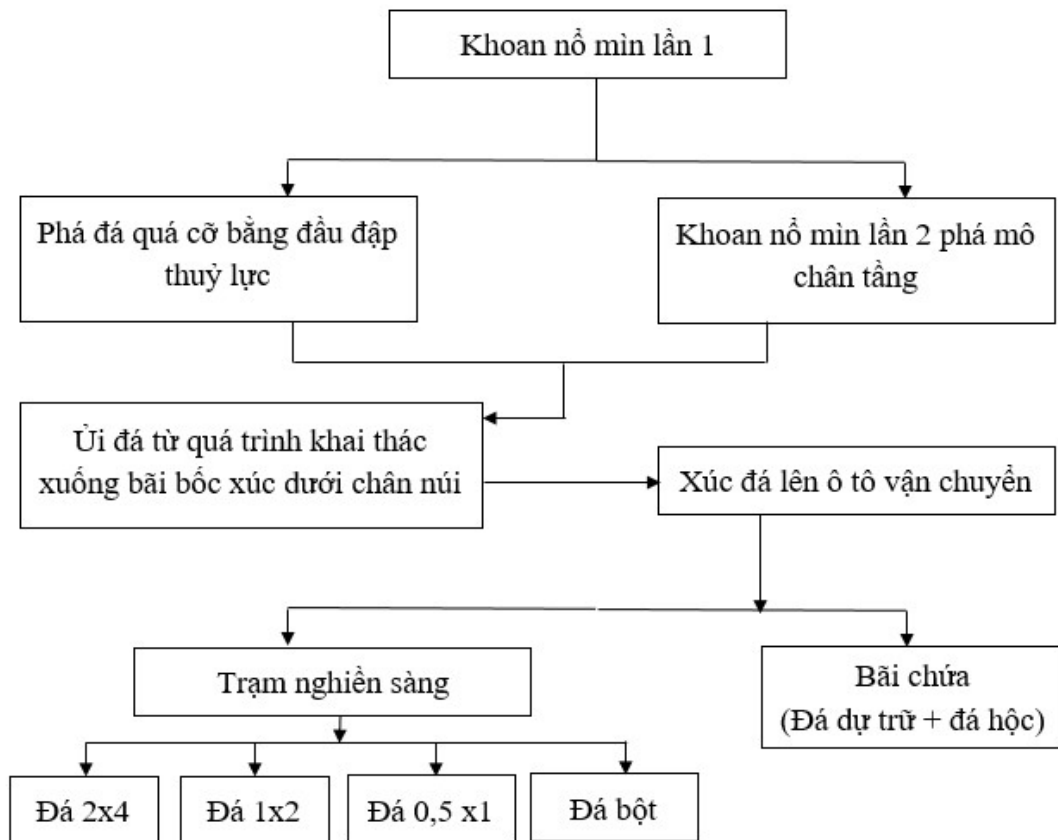 Khoan nổ mìn lần 1
Phá đá quá cỡ bằng đầu đập
thuỷ lực
Khoan nổ mìn lần 2 phá mô
chân tầng
Ủi đá từ quá trình khai thác
xuống bãi bốc xúc dưới chân núi
Xúc đá lên ô tô vận chuyển
Trạm nghiền sàng
Bãi chứa
(Đá dự trữ + đá hộc)
Đá 2x4
Đá 1x2
Đá 0,5 x1
Đá bột